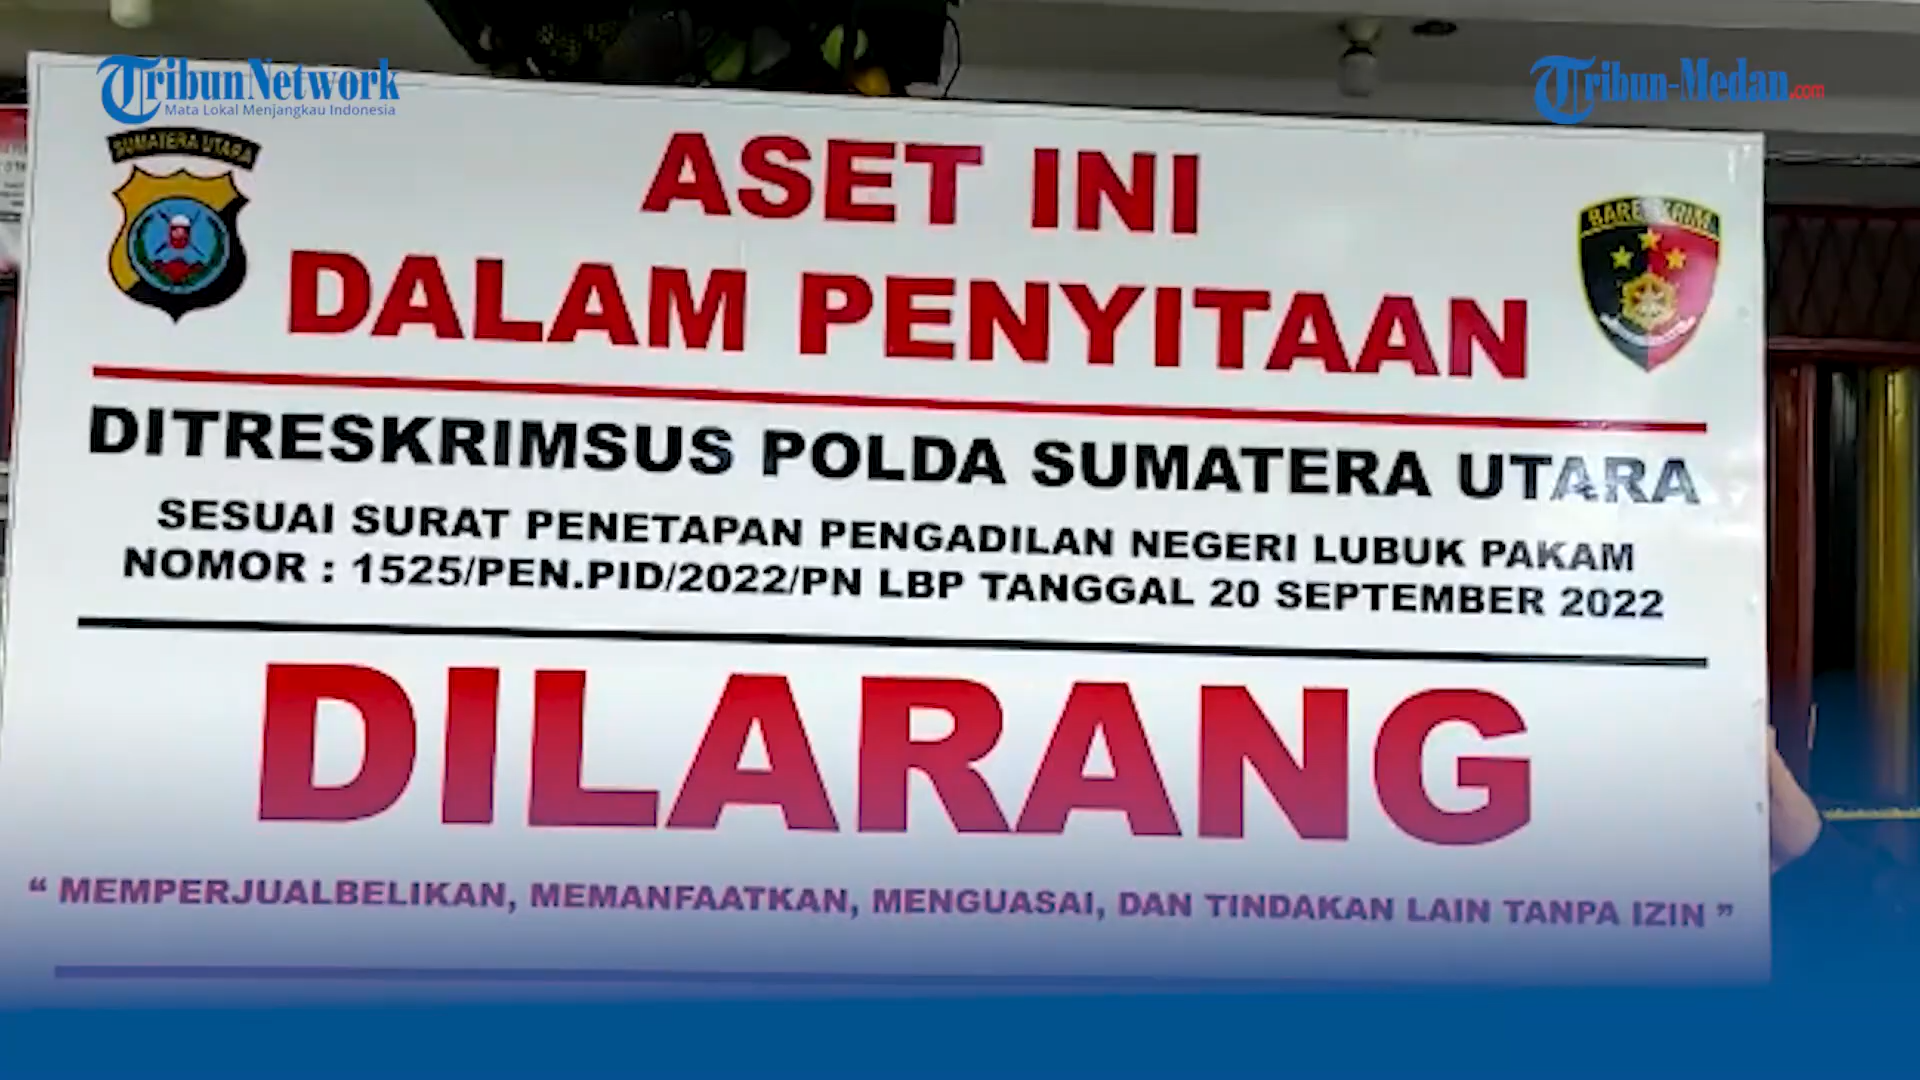 TribunNetwork
Mata Lokal Menjangkau Indonesia
Tribun-Medan.com
SUMATERA UTARA
BARESKRIM
ASET INI
DALAM PENYITAAN
DITRESKRIMSUS POLDA SUMATERA UTARA
SESUAI SURAT PENETAPAN PENGADILAN NEGERI LUBUK PAKAM
NOMOR : 1525/PEN.PID/2022/PN LBP TANGGAL 20 SEPTEMBER 2022
DILARANG
“ MEMPERJUALBELIKAN, MEMANFAATKAN, MENGUASAI, DAN TINDAKAN LAIN TANPA IZIN ”